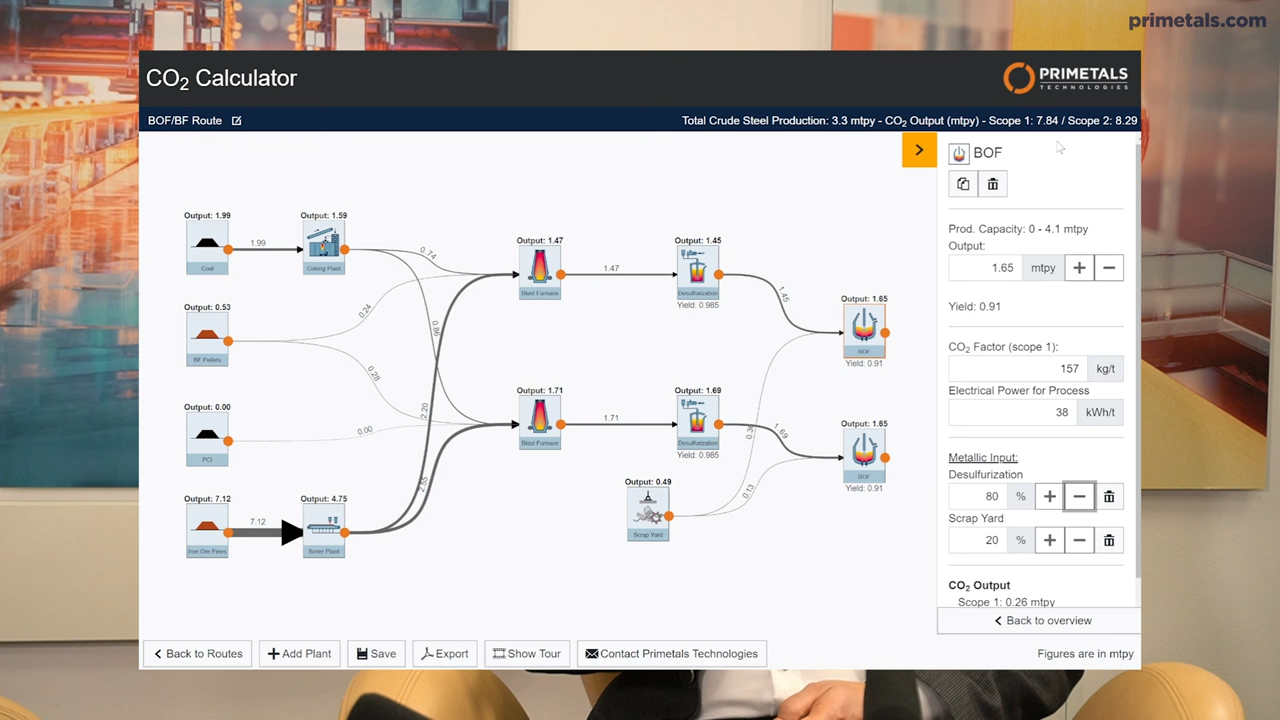 primetals.com
CO2 Calculator
PRIMETALS
TECHNOLOGIES
BOF/BF Route
Total Crude Steel Production: 3.3 mtpy - CO2 Output (mtpy) - Scope 1: 7.84 / Scope 2: 8.29
Output: 1.99
Coal
1.99
Output: 1.59
Coking Plant
0.74
0.86
Output: 0.53
BF Pellets
0.24
0.28
Output: 0.00
PCI
0.00
Output: 7.12
Iron Ore Fines
7.12
Output: 4.75
Sinter Plant
2.20
2.55
Output: 1.47
Blast Furnace
1.47
Output: 1.45
Desulfurization
Yield: 0.985
1.45
Output: 1.65
BOF
Yield: 0.91
Output: 1.71
Blast Furnace
1.71
Output: 1.69
Desulfurization
Yield: 0.985
1.69
Output: 1.65
BOF
Yield: 0.91
Output: 0.49
Scrap Yard
0.13
BOF
Prod. Capacity: 0 - 4.1 mtpy
Output:
1.65 mtpy + −
Yield: 0.91
CO2 Factor (scope 1):
157 kg/t
Electrical Power for Process
38 kWh/t
Metallic Input:
Desulfurization
80 % + −
Scrap Yard
20 % + −
CO2 Output
Scope 1: 0.26 mtpy
Back to overview
Back to Routes
Add Plant
Save
Export
Show Tour
Contact Primetals Technologies
Figures are in mtpy